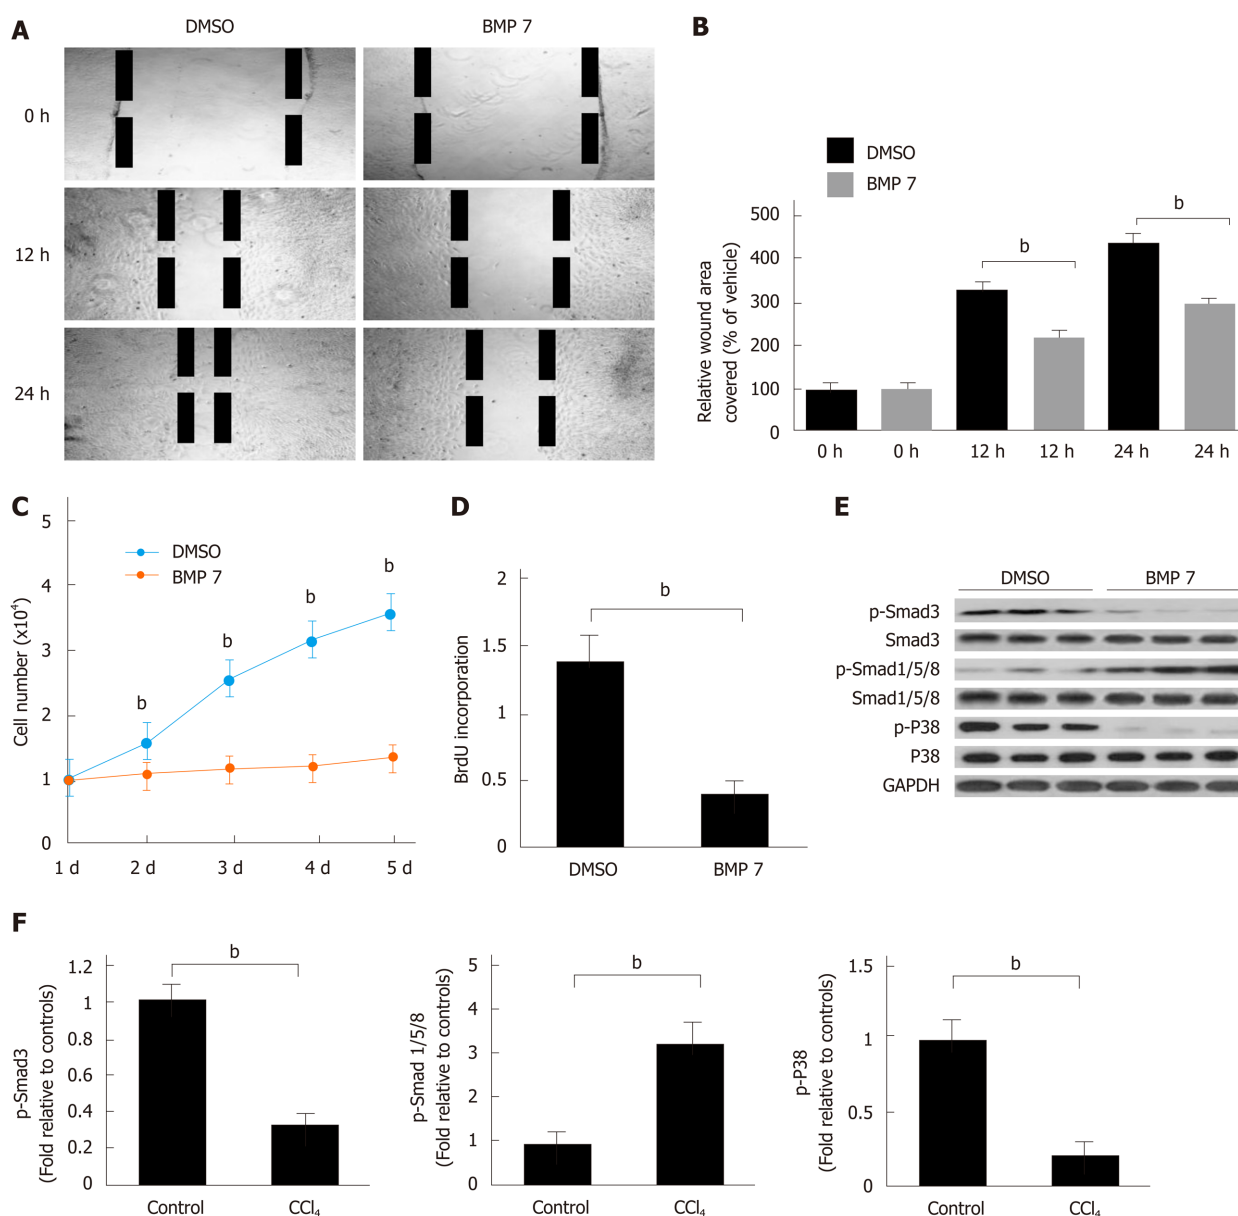 A
DMSO
BMP 7
0 h
12 h
24 h
B
DMSO
BMP 7
Relative wound area
covered (% of vehicle)
500
400
300
200
100
0
b
b
0 h
0 h
12 h
12 h
24 h
24 h
C
Cell number (x10⁴)
5
4
3
2
1
0
DMSO
BMP 7
b
b
b
b
1 d
2 d
3 d
4 d
5 d
D
BrdU incorporation
2
1.5
1
0.5
0
b
DMSO
BMP 7
E
DMSO
BMP 7
p-Smad3
Smad3
p-Smad1/5/8
Smad1/5/8
p-P38
P38
GAPDH
F
p-Smad3
(Fold relative to controls)
1.2
1
0.8
0.6
0.4
0.2
0
b
Control
CCl₄
p-Smad 1/5/8
(Fold relative to controls)
5
4
3
2
1
0
b
Control
CCl₄
p-P38
(Fold relative to controls)
1.5
1
0.5
0
b
Control
CCl₄